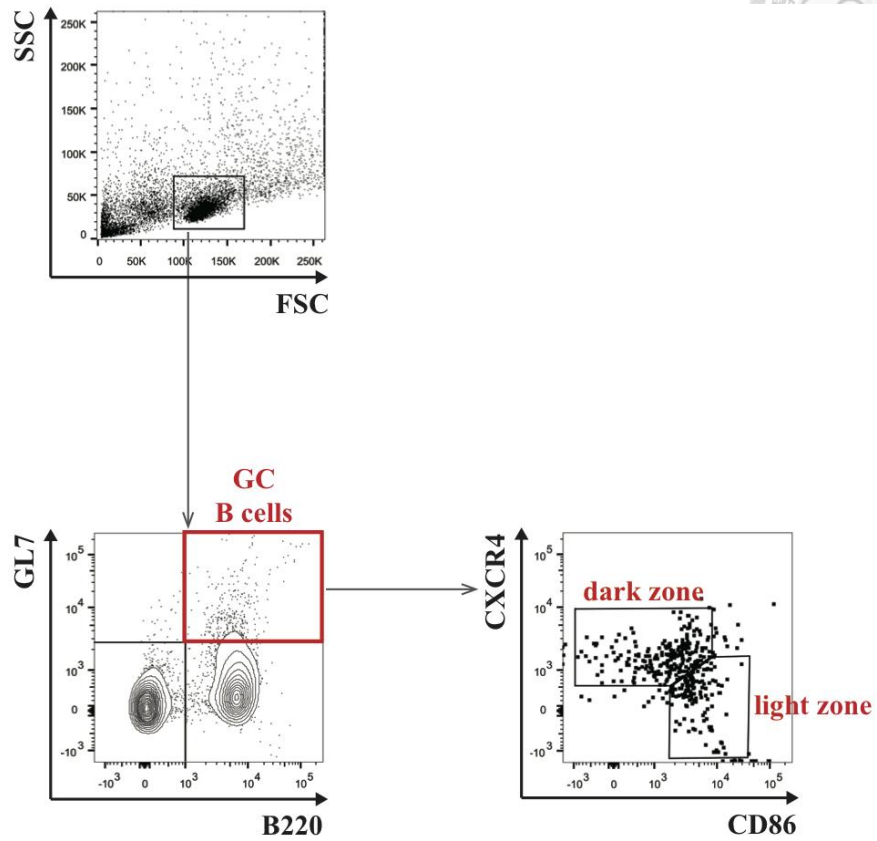 SSC
250K
200K
150K
100K
50K
0
0 50K 100K 150K 200K 250K
FSC
GC
B cells
GL7
10^5
10^4
10^3
0
-10^3
-10^3 0 10^3 10^4 10^5
B220
CXCR4
10^5
10^4
10^3
0
-10^3
dark zone
light zone
-10^3 0 10^3 10^4 10^5
CD86